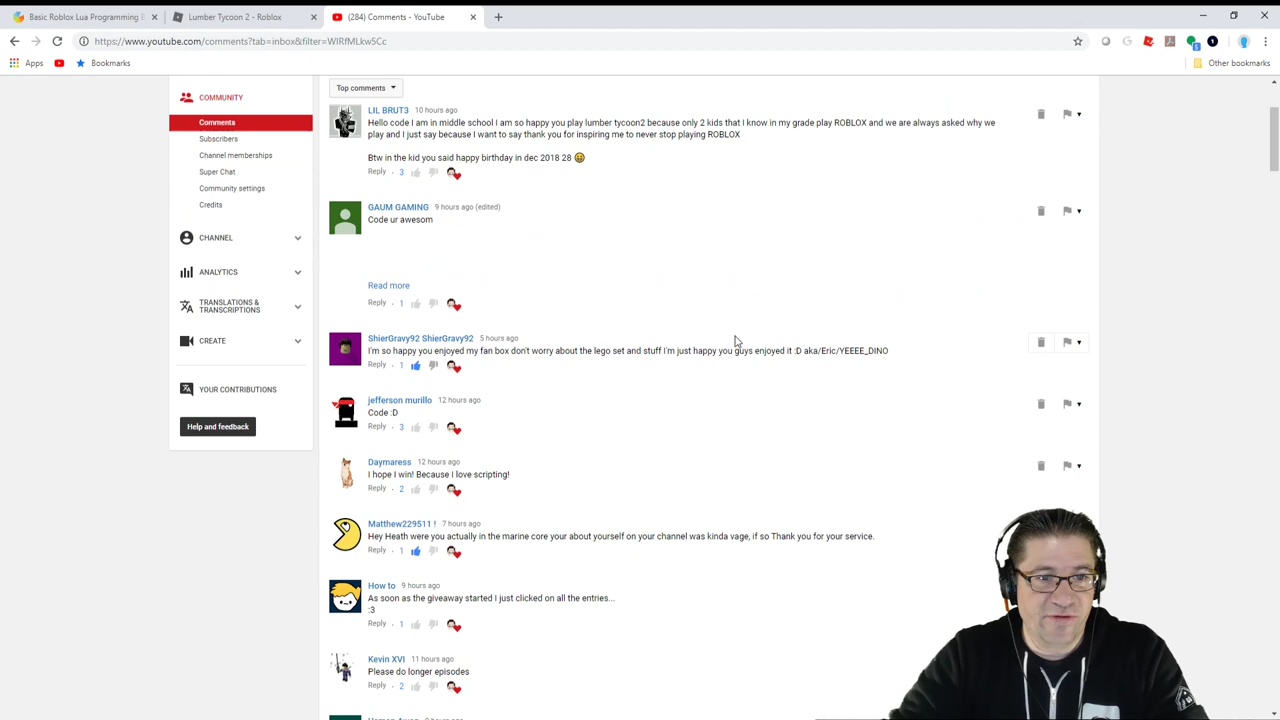 Basic Roblox Lua Programming B
Lumber Tycoon 2 - Roblox
(284) Comments - YouTube
https://www.youtube.com/comments?tab=inbox&filter=WlRfMLkw5Cc
Apps
Bookmarks
Other bookmarks
COMMUNITY
Comments
Subscribers
Channel memberships
Super Chat
Community settings
Credits
CHANNEL
ANALYTICS
TRANSLATIONS &
TRANSCRIPTIONS
CREATE
YOUR CONTRIBUTIONS
Help and feedback
Top comments
LIL BRUT3 10 hours ago
Hello code I am in middle school I am so happy you play lumber tycoon2 because only 2 kids that I know in my grade play ROBLOX and we are always asked why we
play and I just say because I want to say thank you for inspiring me to never stop playing ROBLOX
Btw in the kid you said happy birthday in dec 2018 28 😀
Reply · 3
GAUM GAMING 9 hours ago (edited)
Code ur awesom
Read more
Reply · 1
ShierGravy92 ShierGravy92 5 hours ago
I'm so happy you enjoyed my fan box don't worry about the lego set and stuff I'm just happy you guys enjoyed it :D aka/Eric/YEEEE_DINO
Reply · 1
jefferson murillo 12 hours ago
Code :D
Reply · 3
Daymaress 12 hours ago
I hope I win! Because I love scripting!
Reply · 2
Matthew229511 ! 7 hours ago
Hey Heath were you actually in the marine core your about yourself on your channel was kinda vage, if so Thank you for your service.
Reply · 1
How to 9 hours ago
As soon as the giveaway started I just clicked on all the entries...
:3
Reply · 1
Kevin XVI 11 hours ago
Please do longer episodes
Reply · 2